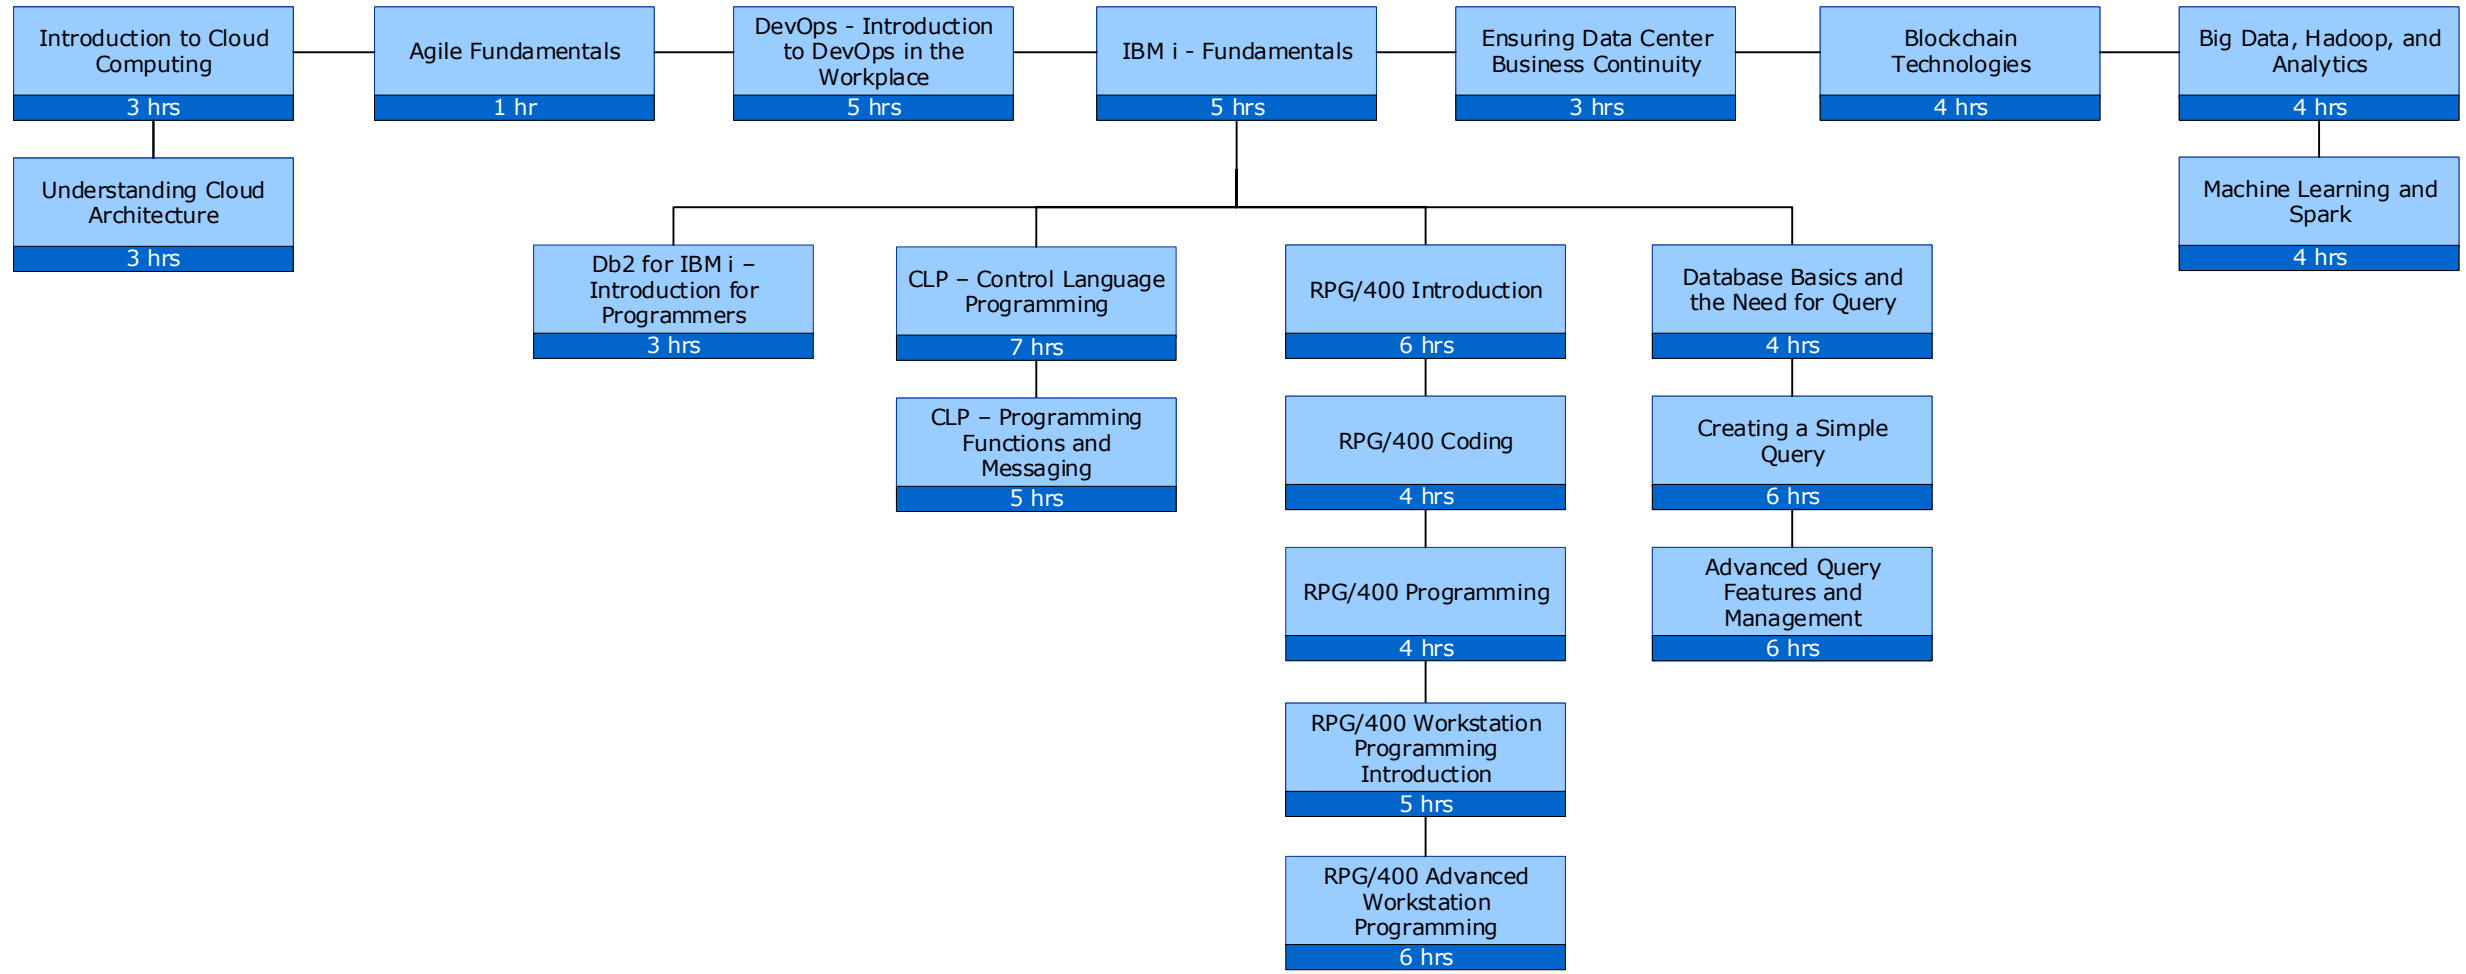 Introduction to Cloud
Computing
3 hrs
Agile Fundamentals
1 hr
DevOps - Introduction
to DevOps in the
Workplace
5 hrs
IBM i - Fundamentals
5 hrs
Ensuring Data Center
Business Continuity
3 hrs
Blockchain
Technologies
4 hrs
Big Data, Hadoop, and
Analytics
4 hrs
Understanding Cloud
Architecture
3 hrs
Machine Learning and
Spark
4 hrs
Db2 for IBM i –
Introduction for
Programmers
3 hrs
CLP – Control Language
Programming
7 hrs
RPG/400 Introduction
6 hrs
Database Basics and
the Need for Query
4 hrs
CLP – Programming
Functions and
Messaging
5 hrs
RPG/400 Coding
4 hrs
Creating a Simple
Query
6 hrs
RPG/400 Programming
4 hrs
Advanced Query
Features and
Management
6 hrs
RPG/400 Workstation
Programming
Introduction
5 hrs
RPG/400 Advanced
Workstation
Programming
6 hrs